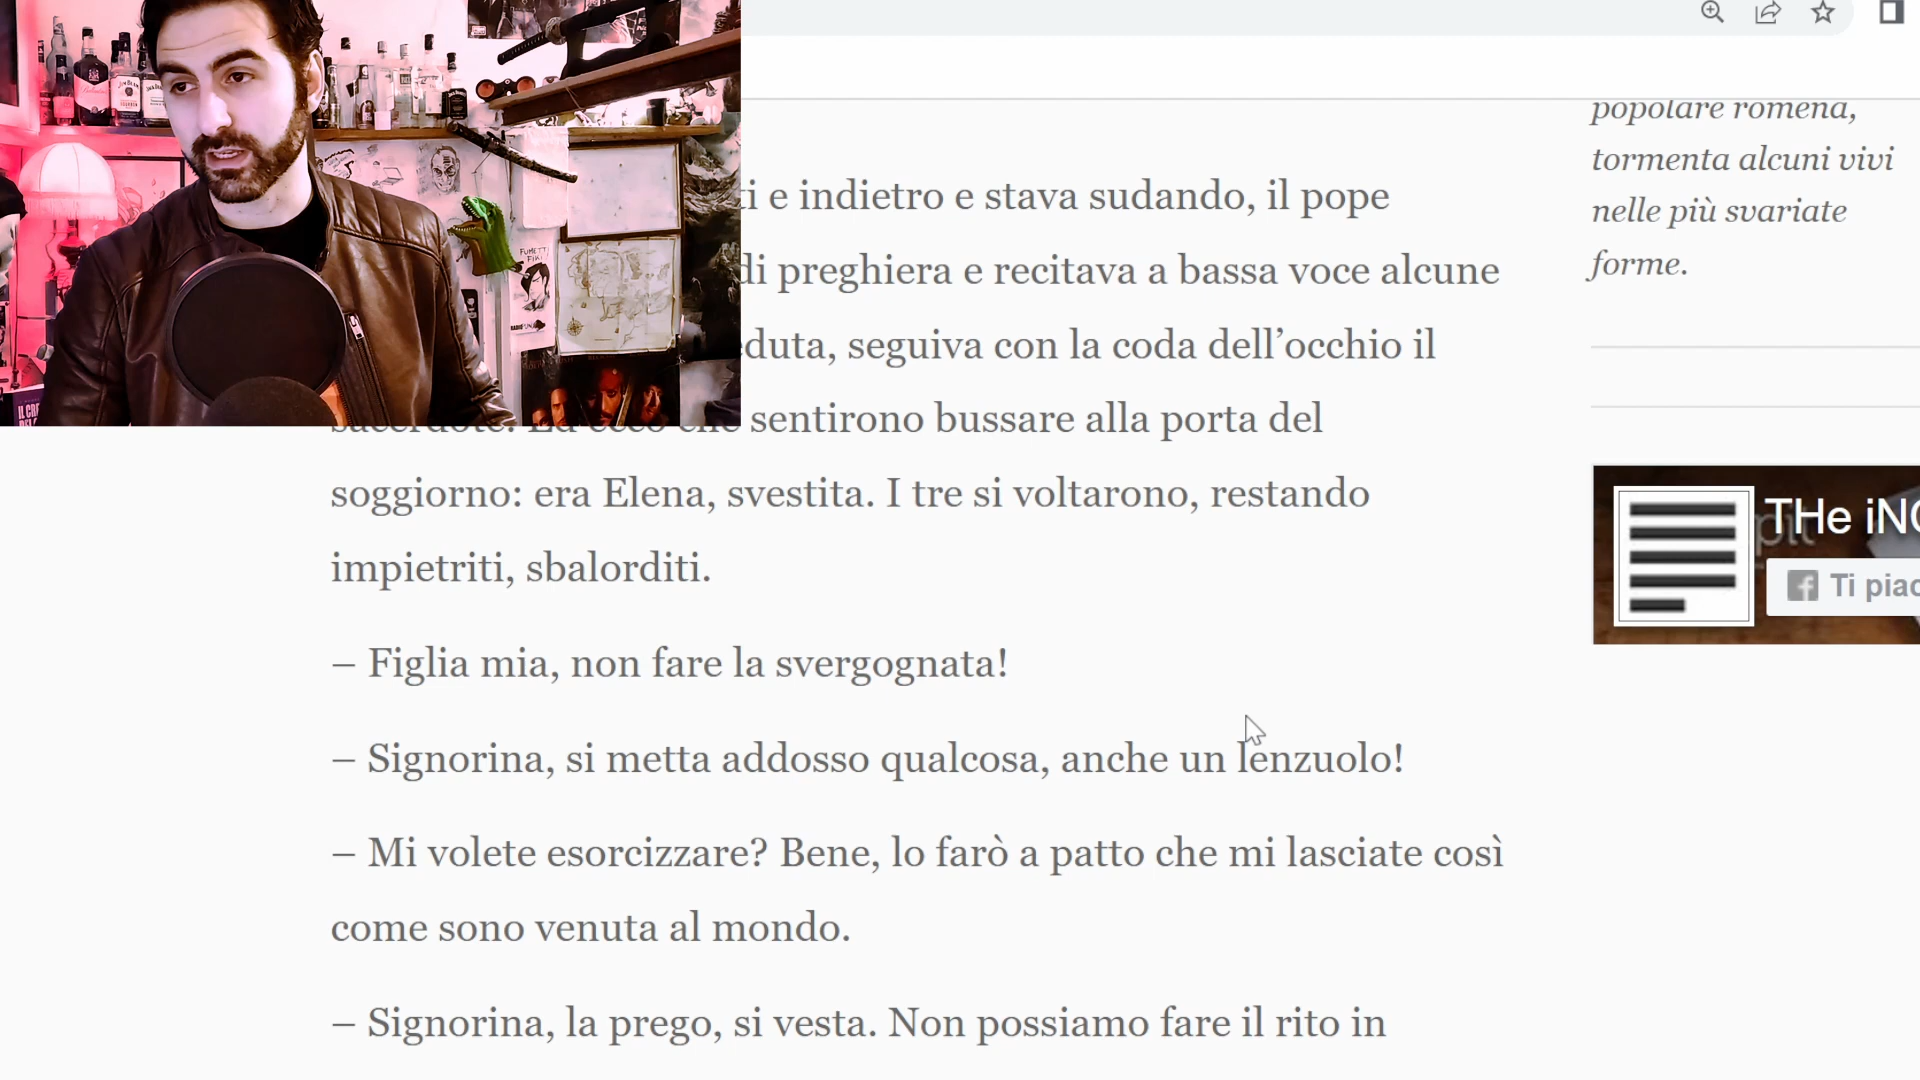 popolare romena,
tormenta alcuni vivi
nelle più svariate
forme.
i e indietro e stava sudando, il pope
di preghiera e recitava a bassa voce alcune
duta, seguiva con la coda dell’occhio il
sentirono bussare alla porta del
soggiorno: era Elena, svestita. I tre si voltarono, restando
impietriti, sbalorditi.
– Figlia mia, non fare la svergognata!
– Signorina, si metta addosso qualcosa, anche un lenzuolo!
– Mi volete esorcizzare? Bene, lo farò a patto che mi lasciate così
come sono venuta al mondo.
– Signorina, la prego, si vesta. Non possiamo fare il rito in
THe iNC
Ti piac
FUMETTI
FIKI